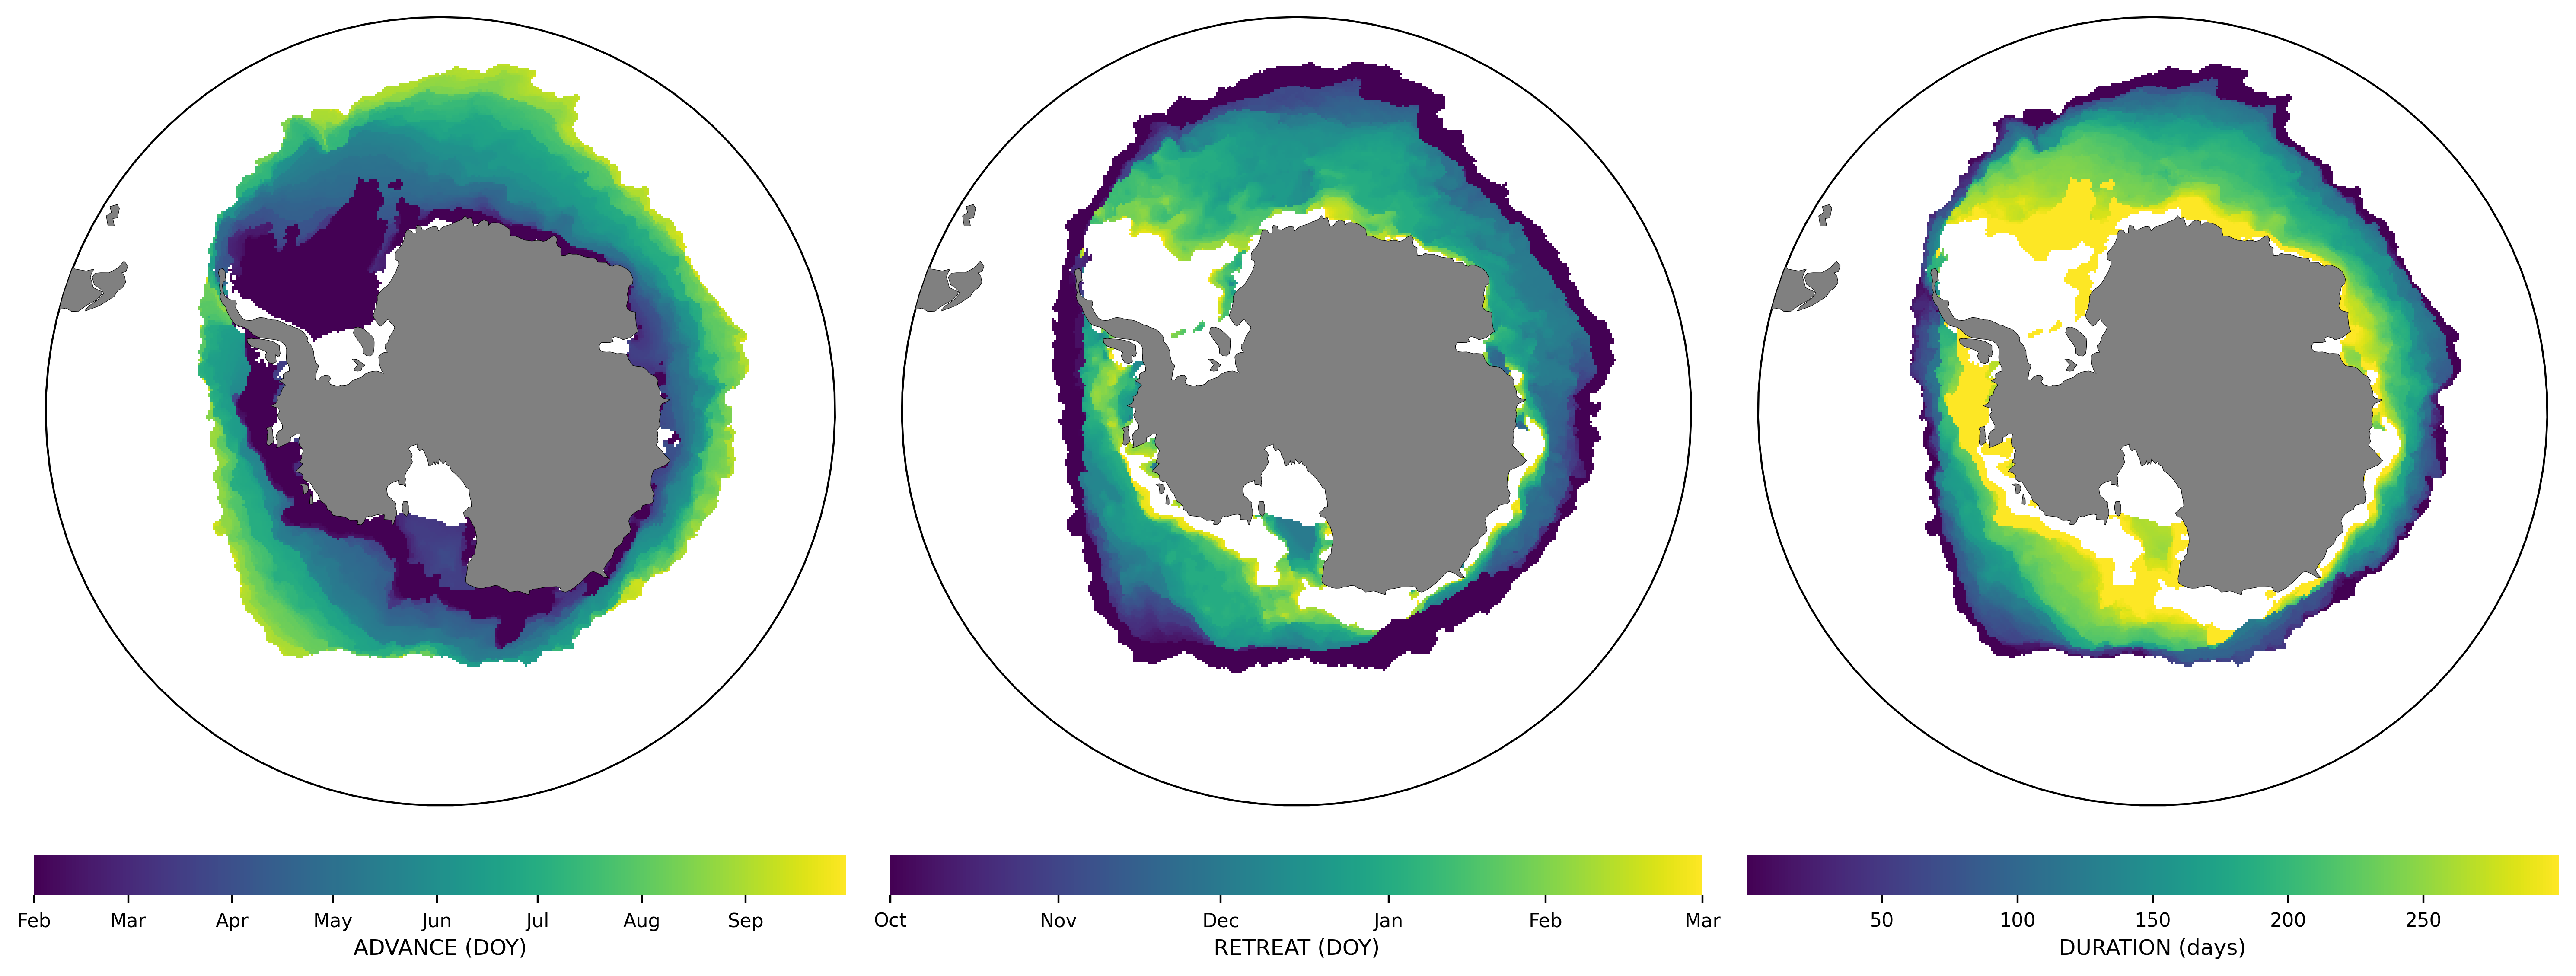 Feb Mar Apr May Jun Jul Aug Sep
ADVANCE (DOY)
Oct Nov Dec Jan Feb Mar
RETREAT (DOY)
50 100 150 200 250
DURATION (days)